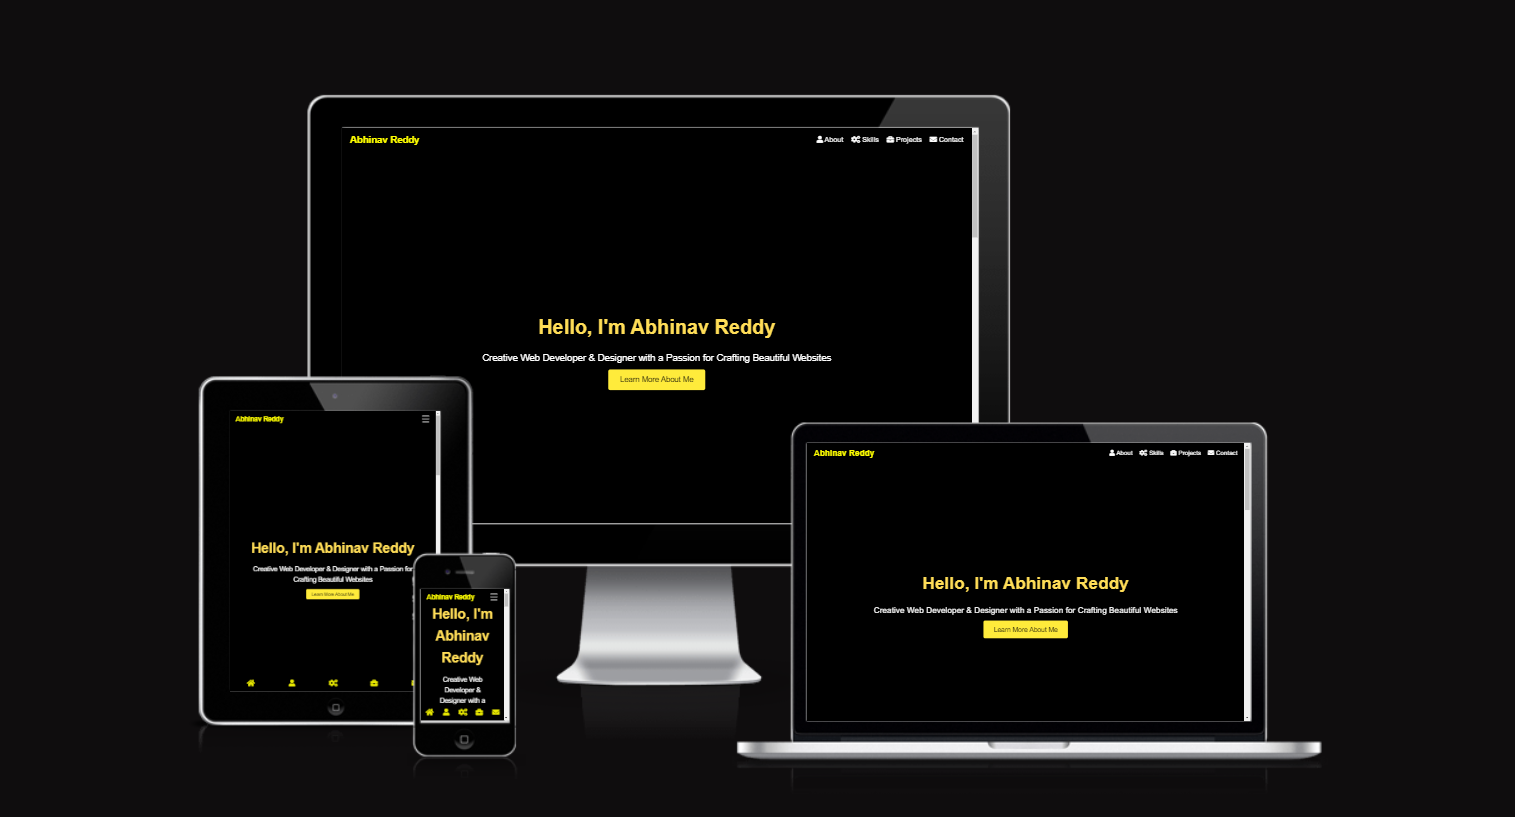 Abhinav Reddy
About Skills Projects Contact
Hello, I'm Abhinav Reddy
Creative Web Developer & Designer with a Passion for Crafting Beautiful Websites
Learn More About Me
Abhinav Reddy
Hello, I'm Abhinav Reddy
Creative Web Developer & Designer with a Passion for
Crafting Beautiful Websites
Learn More About Me
Abhinav Reddy
Hello, I'm
Abhinav
Reddy
Creative Web
Developer &
Designer with a
Abhinav Reddy
About Skills Projects Contact
Hello, I'm Abhinav Reddy
Creative Web Developer & Designer with a Passion for Crafting Beautiful Websites
Learn More About Me